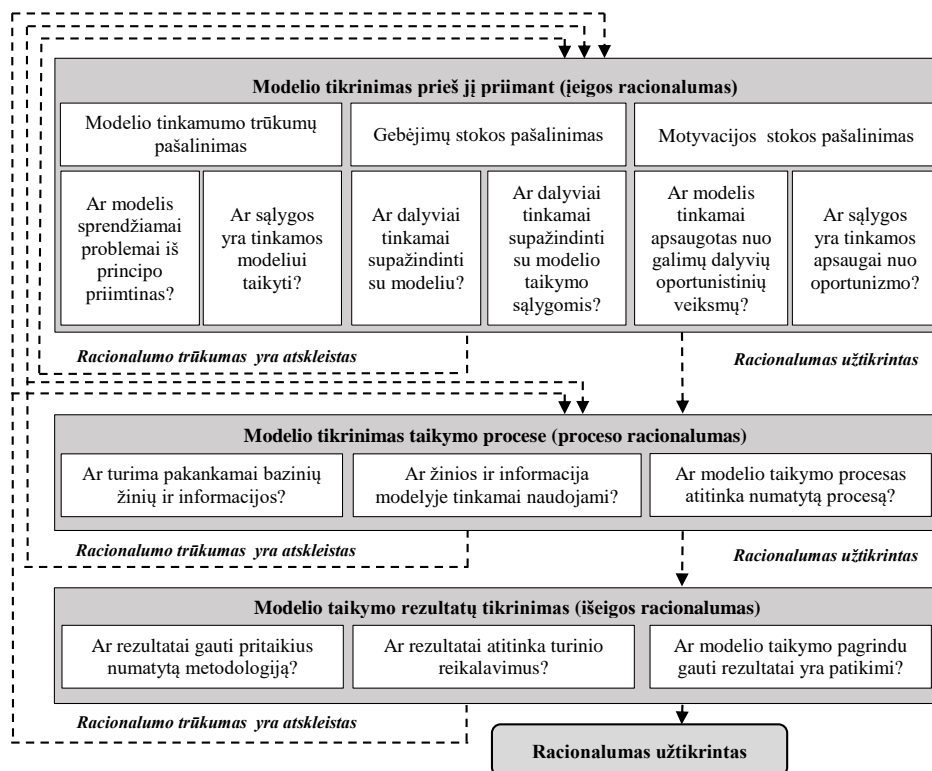 Modelio tikrinimas prieš jį priimant (įeigos racionalumas)
Modelio tinkamumo trūkumų
pašalinimas
Gebėjimų stokos pašalinimas
Motyvacijos stokos pašalinimas
Ar modelis
sprendžiamai
problemai iš
principo
priimtinas?
Ar sąlygos
yra tinkamos
modeliui
taikyti?
Ar dalyviai
tinkamai
supažindinti
su modeliu?
Ar dalyviai
tinkamai
supažindinti
su modelio
taikymo
sąlygomis?
Ar modelis
tinkamai
apsaugotas nuo
galimų dalyvių
oportunistinių
veiksmų?
Ar sąlygos
yra tinkamos
apsaugai nuo
oportunizmo?
Racionalumo trūkumas yra atskleistas
Racionalumas užtikrintas
Modelio tikrinimas taikymo procese (proceso racionalumas)
Ar turima pakankamai bazinių
žinių ir informacijos?
Ar žinios ir informacija
modelyje tinkamai naudojami?
Ar modelio taikymo procesas
atitinka numatytą procesą?
Racionalumo trūkumas yra atskleistas
Racionalumas užtikrintas
Modelio taikymo rezultatų tikrinimas (išeigos racionalumas)
Ar rezultatai gauti pritaikius
numatytą metodologiją?
Ar rezultatai atitinka turinio
reikalavimus?
Ar modelio taikymo pagrindu
gauti rezultatai yra patikimi?
Racionalumo trūkumas yra atskleistas
Racionalumas užtikrintas